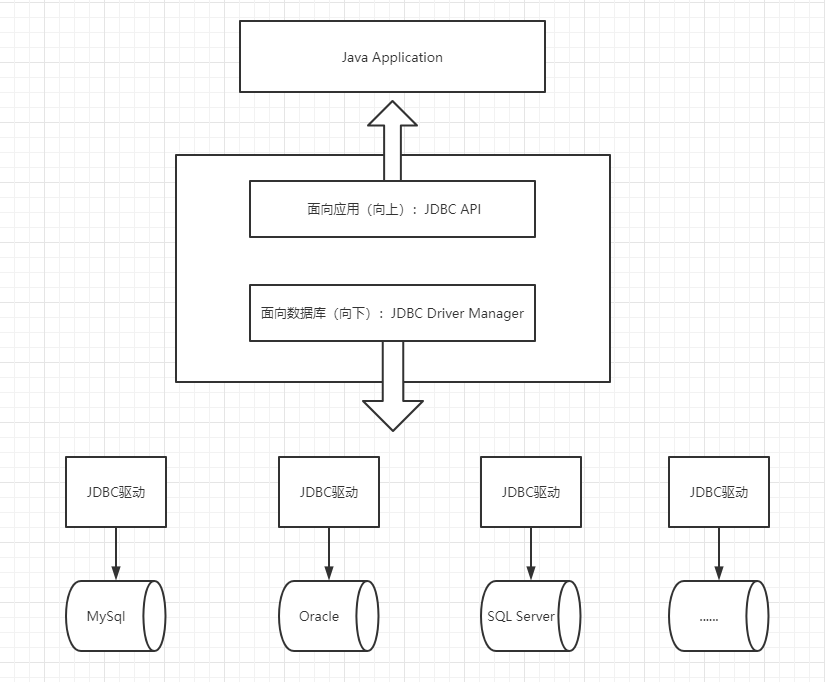 Java Application
面向应用（向上）：JDBC API
面向数据库（向下）：JDBC Driver Manager
JDBC驱动
JDBC驱动
JDBC驱动
JDBC驱动
MySql
Oracle
SQL Server
......